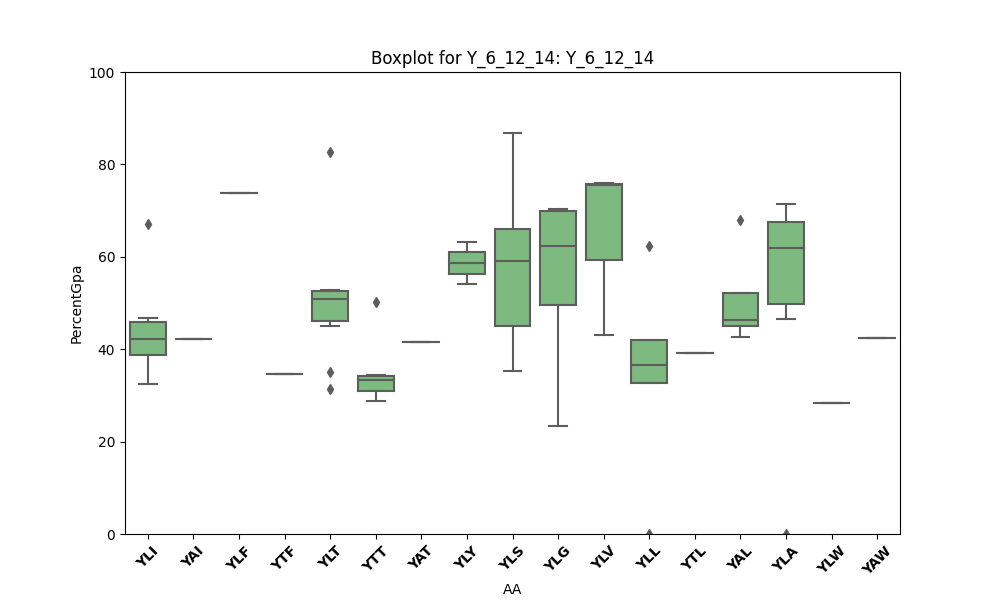 Boxplot for Y_6_12_14: Y_6_12_14
100
80
60
40
20
0
PercentGpa
YLI YAI YLF YTF YLT YTT YAT YLY YLS YLG YLV YLL YTL YAL YLA YLW YAW
AA